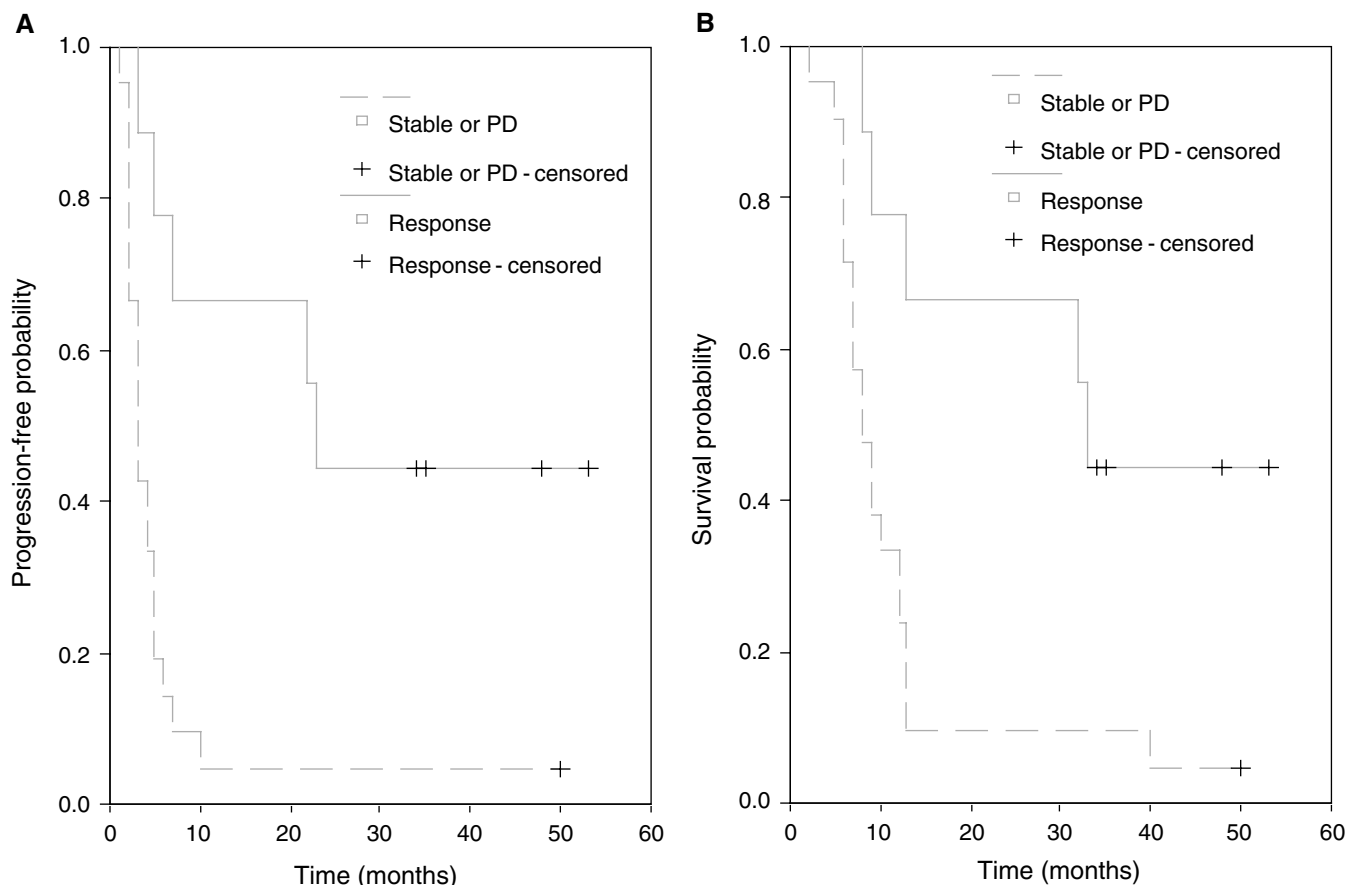 A
Progression-free probability
1.0
0.8
0.6
0.4
0.2
0.0
Stable or PD
Stable or PD - censored
Response
Response - censored
0 10 20 30 40 50 60
Time (months)
B
Survival probability
1.0
0.8
0.6
0.4
0.2
0.0
Stable or PD
Stable or PD - censored
Response
Response - censored
0 10 20 30 40 50 60
Time (months)